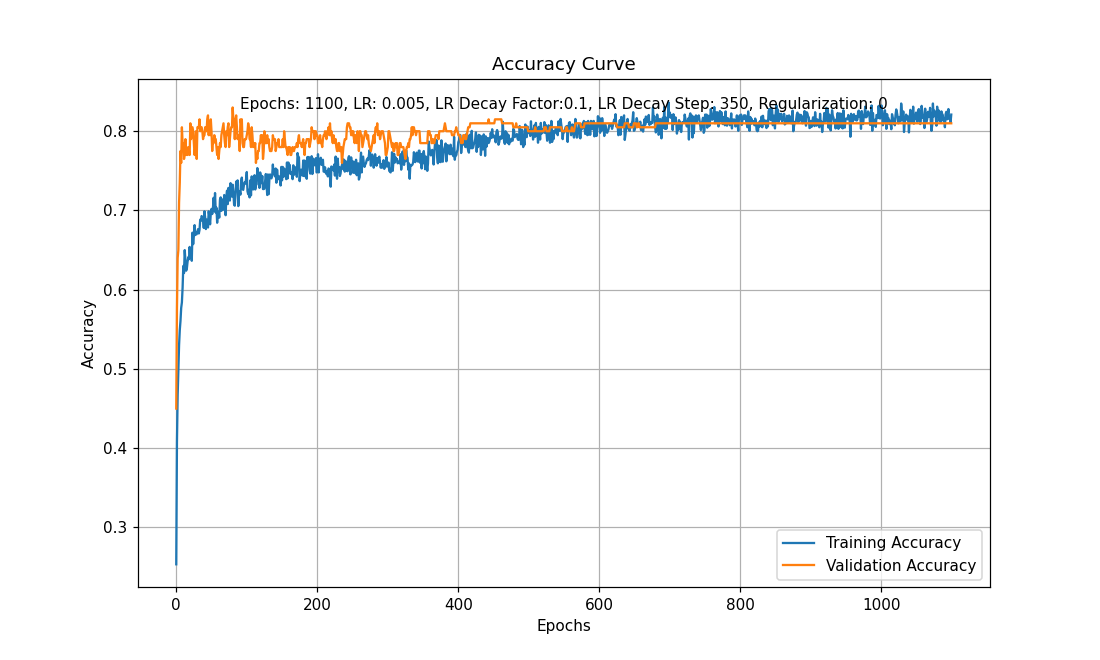 Accuracy Curve
Epochs: 1100, LR: 0.005, LR Decay Factor:0.1, LR Decay Step: 350, Regularization: 0
0.8
0.7
0.6
0.5
0.4
0.3
Accuracy
Training Accuracy
Validation Accuracy
0 200 400 600 800 1000
Epochs